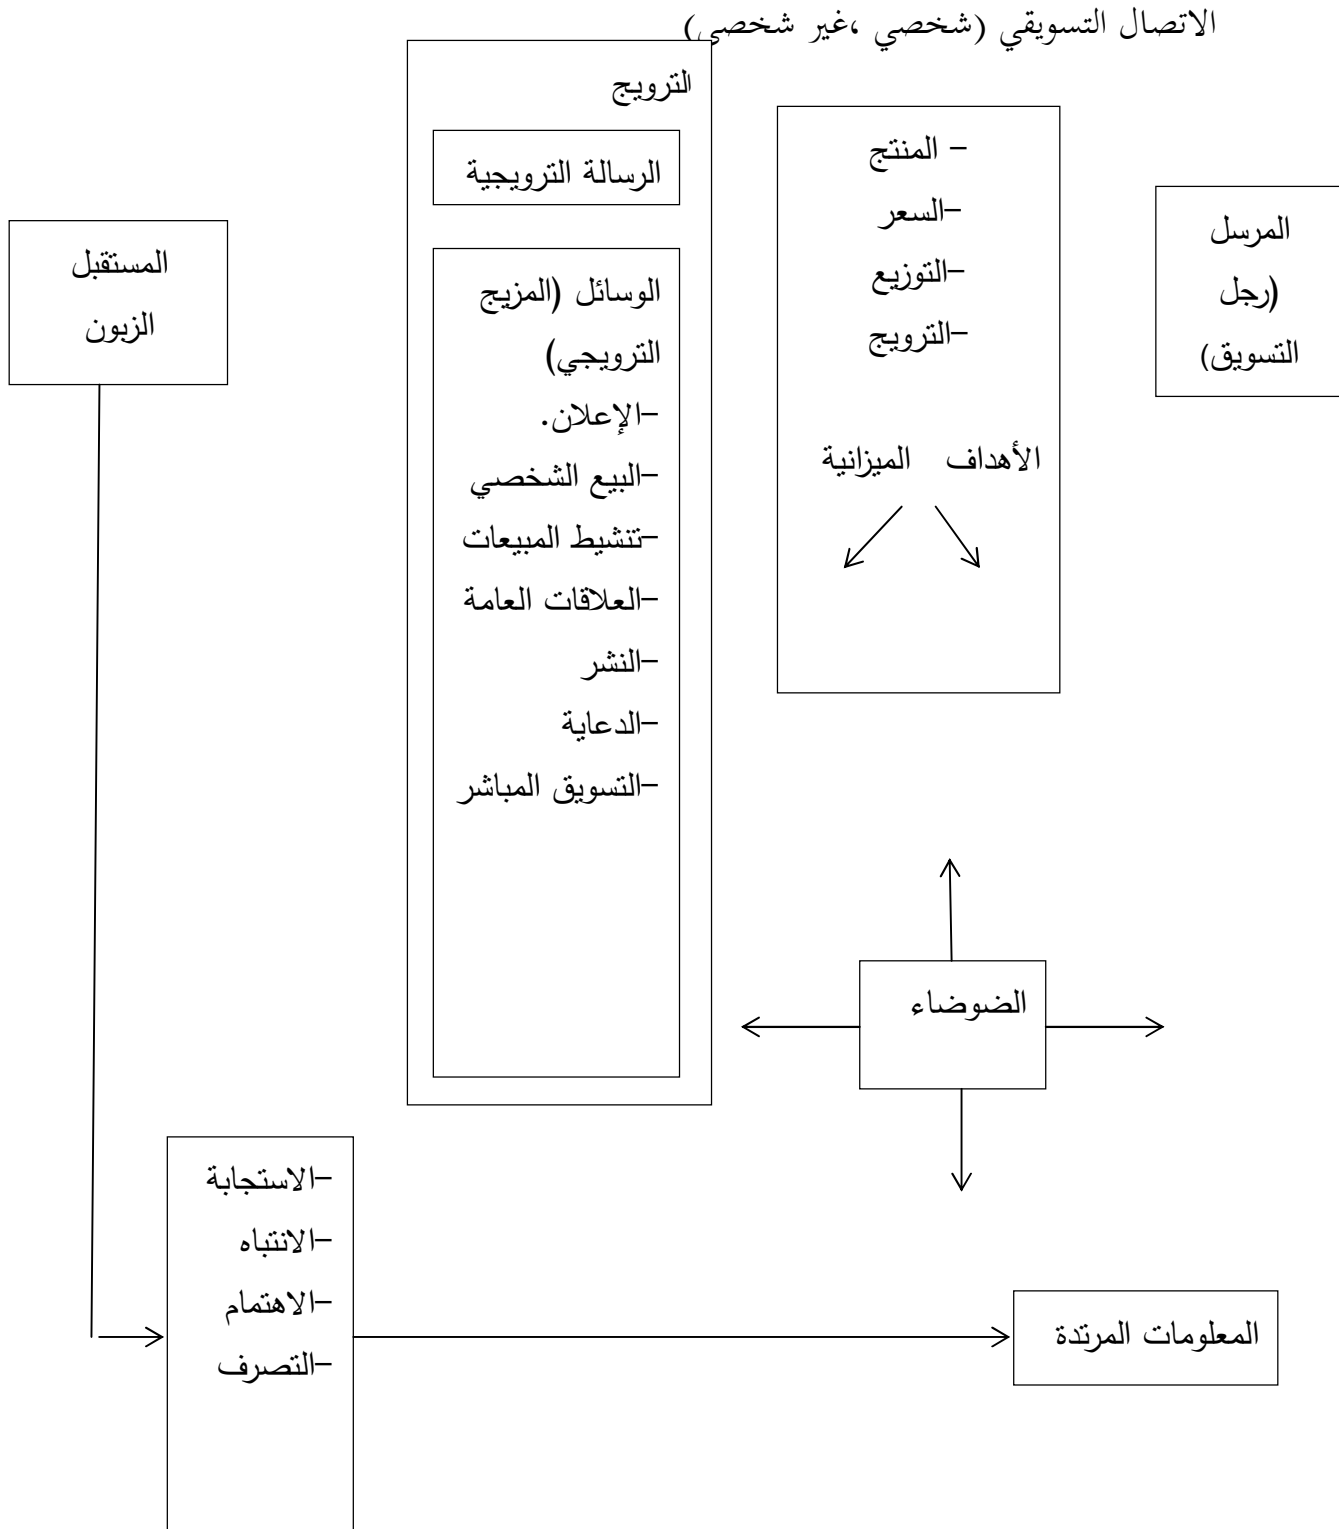 الاتصال التسويقي (شخصي ،غير شخصي)
المرسل
(رجل
التسويق)
- المنتج
-السعر
-التوزيع
-الترويج
الأهداف الميزانية
الترويج
الرسالة الترويجية
الوسائل (المزيج
الترويجي)
-الإعلان.
-البيع الشخصي
-تنشيط المبيعات
-العلاقات العامة
-النشر
-الدعاية
-التسويق المباشر
المستقبل
الزبون
الضوضاء
-الاستجابة
-الانتباه
-الاهتمام
-التصرف
المعلومات المرتدة